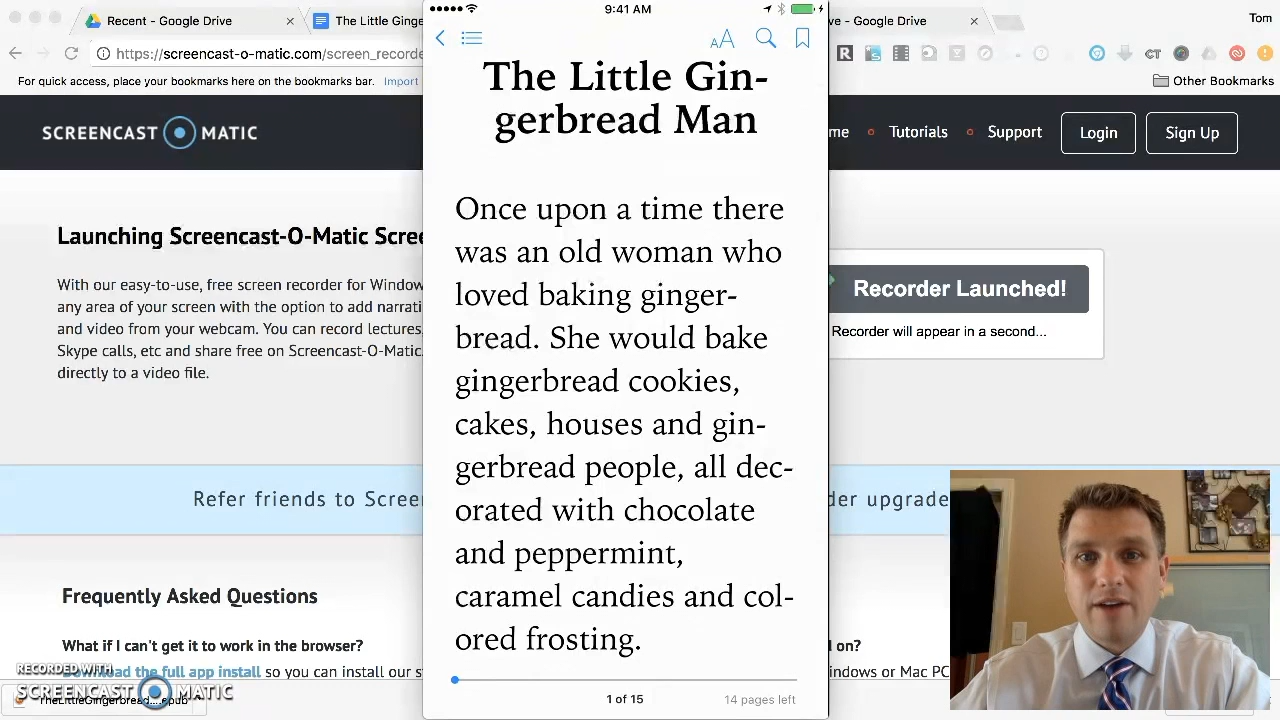 Recent - Google Drive
The Little Ginge
ve - Google Drive
Tom
https://screencast-o-matic.com/screen_recorde
For quick access, place your bookmarks here on the bookmarks bar. Import
Other Bookmarks
SCREENCAST MATIC
me
Tutorials
Support
Login
Sign Up
Launching Screencast-O-Matic Scree
With our easy-to-use, free screen recorder for Window
any area of your screen with the option to add narrati
and video from your webcam. You can record lectures,
Skype calls, etc and share free on Screencast-O-Matic.
directly to a video file.
9:41 AM
AA
The Little Gin-
gerbread Man
Once upon a time there
was an old woman who
loved baking ginger-
bread. She would bake
gingerbread cookies,
cakes, houses and gin-
gerbread people, all dec-
orated with chocolate
and peppermint,
caramel candies and col-
ored frosting.
1 of 15
14 pages left
Recorder Launched!
Recorder will appear in a second...
Refer friends to Scree
der upgrade
Frequently Asked Questions
What if I can't get it to work in the browser?
on?
Download the full app install so you can install our st
indows or Mac PC
RECORDED WITH
SCREENCAST MATIC
TheLittleGingerbread....epub